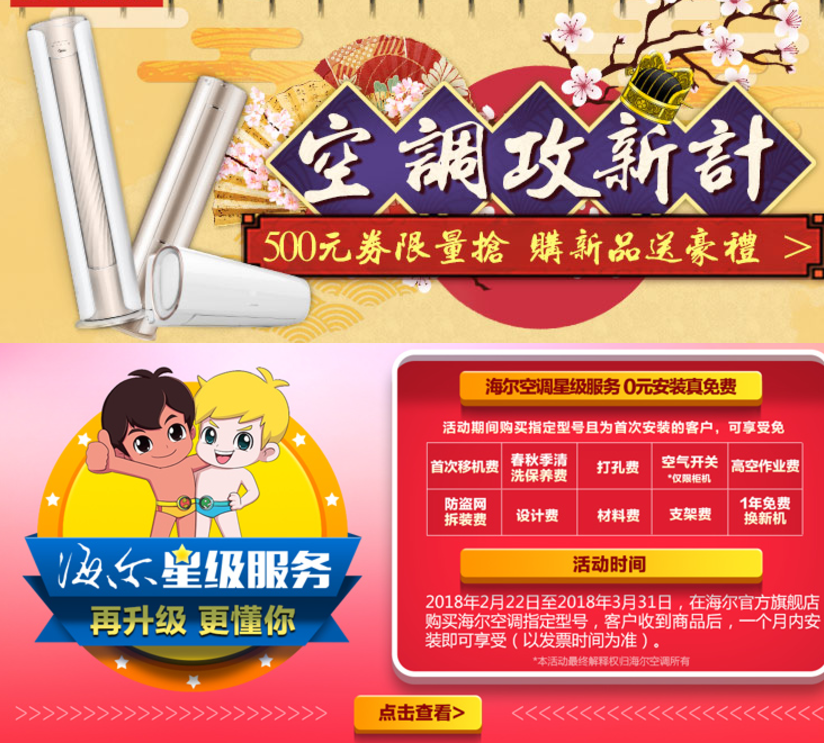 空調攻新計
500元券限量搶 購新品送豪禮 >
海尔空调星级服务 0元安装真免费
活动期间购买指定型号且为首次安装的客户，可享受免
首次移机费
春秋季清
洗保养费
打孔费
空气开关
*仅限柜机
高空作业费
防盗网
拆装费
设计费
材料费
支架费
1年免费
换新机
海尔星级服务
再升级 更懂你
活动时间
2018年2月22日至2018年3月31日，在海尔官方旗舰店
购买海尔空调指定型号，客户收到商品后，一个月内安
装即可享受（以发票时间为准）。
*本活动最终解释权归海尔空调所有
点击查看>